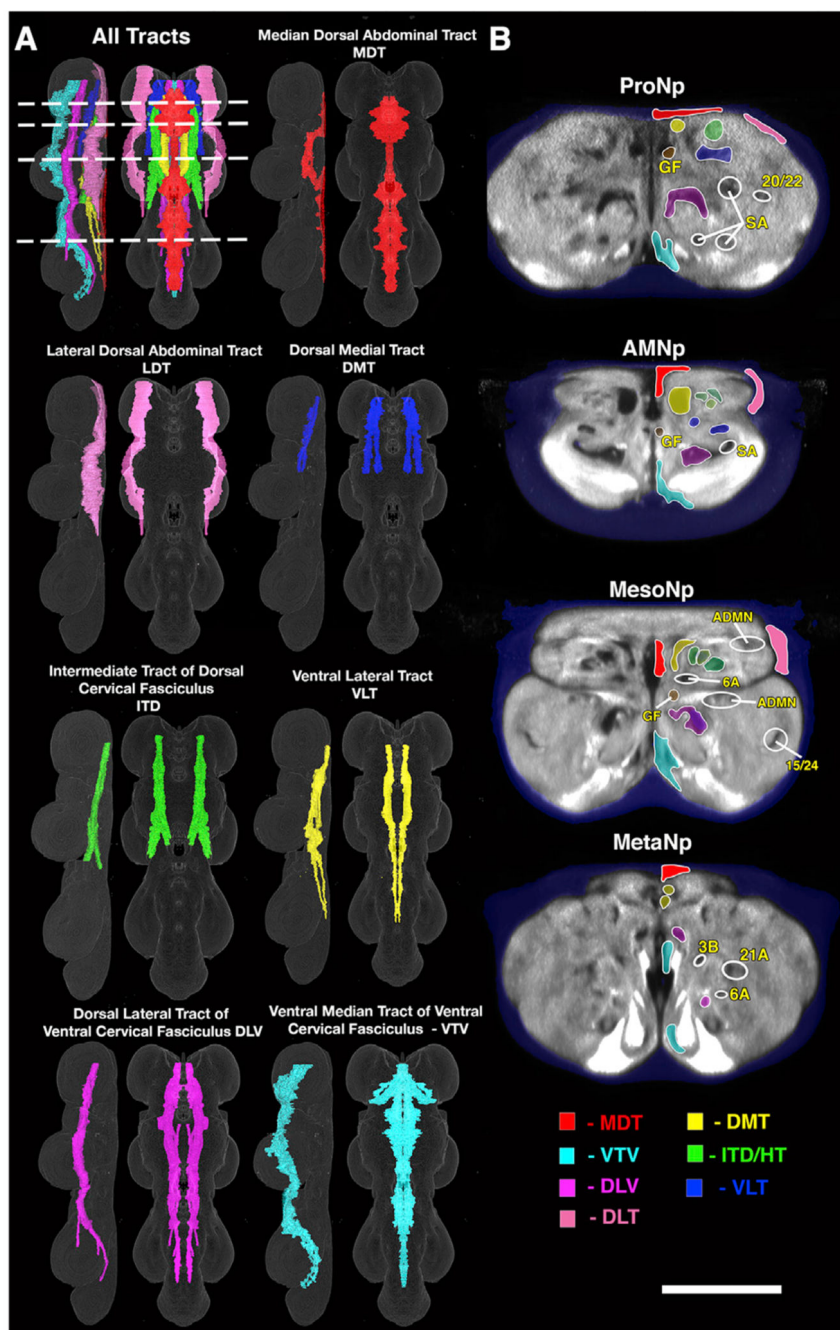 A
All Tracts
Median Dorsal Abdominal Tract
MDT
Lateral Dorsal Abdominal Tract
LDT
Dorsal Medial Tract
DMT
Intermediate Tract of Dorsal
Cervical Fasciculus
ITD
Ventral Lateral Tract
VLT
Dorsal Lateral Tract of
Ventral Cervical Fasciculus DLV
Ventral Median Tract of Ventral
Cervical Fasciculus - VTV
B
ProNp
GF
20/22
SA
AMNp
GF
SA
MesoNp
ADMN
6A
GF
ADMN
15/24
MetaNp
3B
21A
6A
- MDT
- DMT
- VTV
- ITD/HT
- DLV
- VLT
- DLT